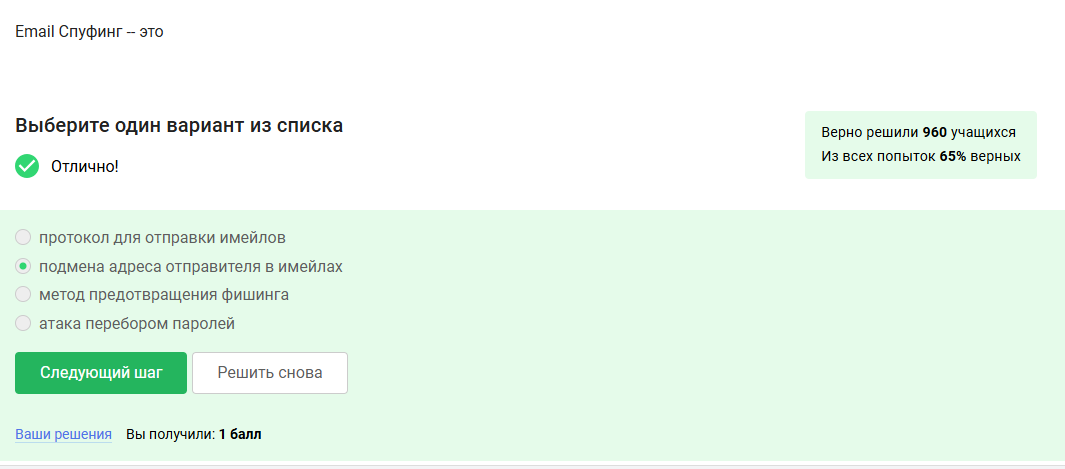 Email Спуфинг -- это
Выберите один вариант из списка
Отлично!
Верно решили 960 учащихся
Из всех попыток 65% верных
протокол для отправки имейлов
подмена адреса отправителя в имейлах
метод предотвращения фишинга
атака перебором паролей
Следующий шаг
Решить снова
Ваши решения Вы получили: 1 балл